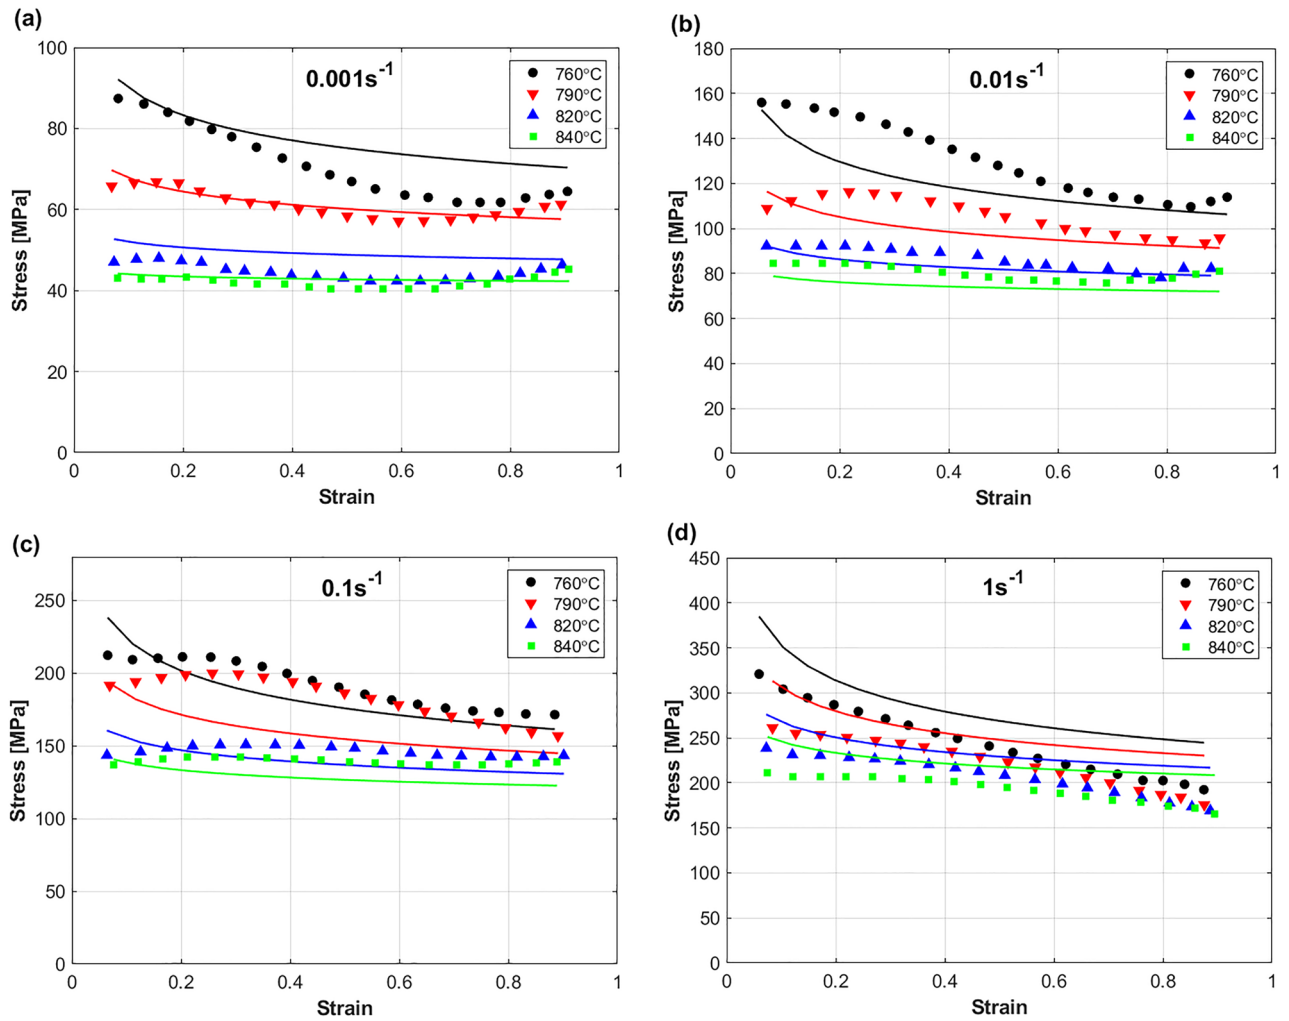 (a)
0.001s-1
760°C
790°C
820°C
840°C
Stress [MPa]
100
80
60
40
20
0
0 0.2 0.4 0.6 0.8 1
Strain
(b)
0.01s-1
760°C
790°C
820°C
840°C
Stress [MPa]
180
160
140
120
100
80
60
40
20
0
0 0.2 0.4 0.6 0.8 1
Strain
(c)
0.1s-1
760°C
790°C
820°C
840°C
Stress [MPa]
250
200
150
100
50
0
0 0.2 0.4 0.6 0.8 1
Strain
(d)
1s-1
760°C
790°C
820°C
840°C
Stress [MPa]
450
400
350
300
250
200
150
100
50
0
0 0.2 0.4 0.6 0.8 1
Strain